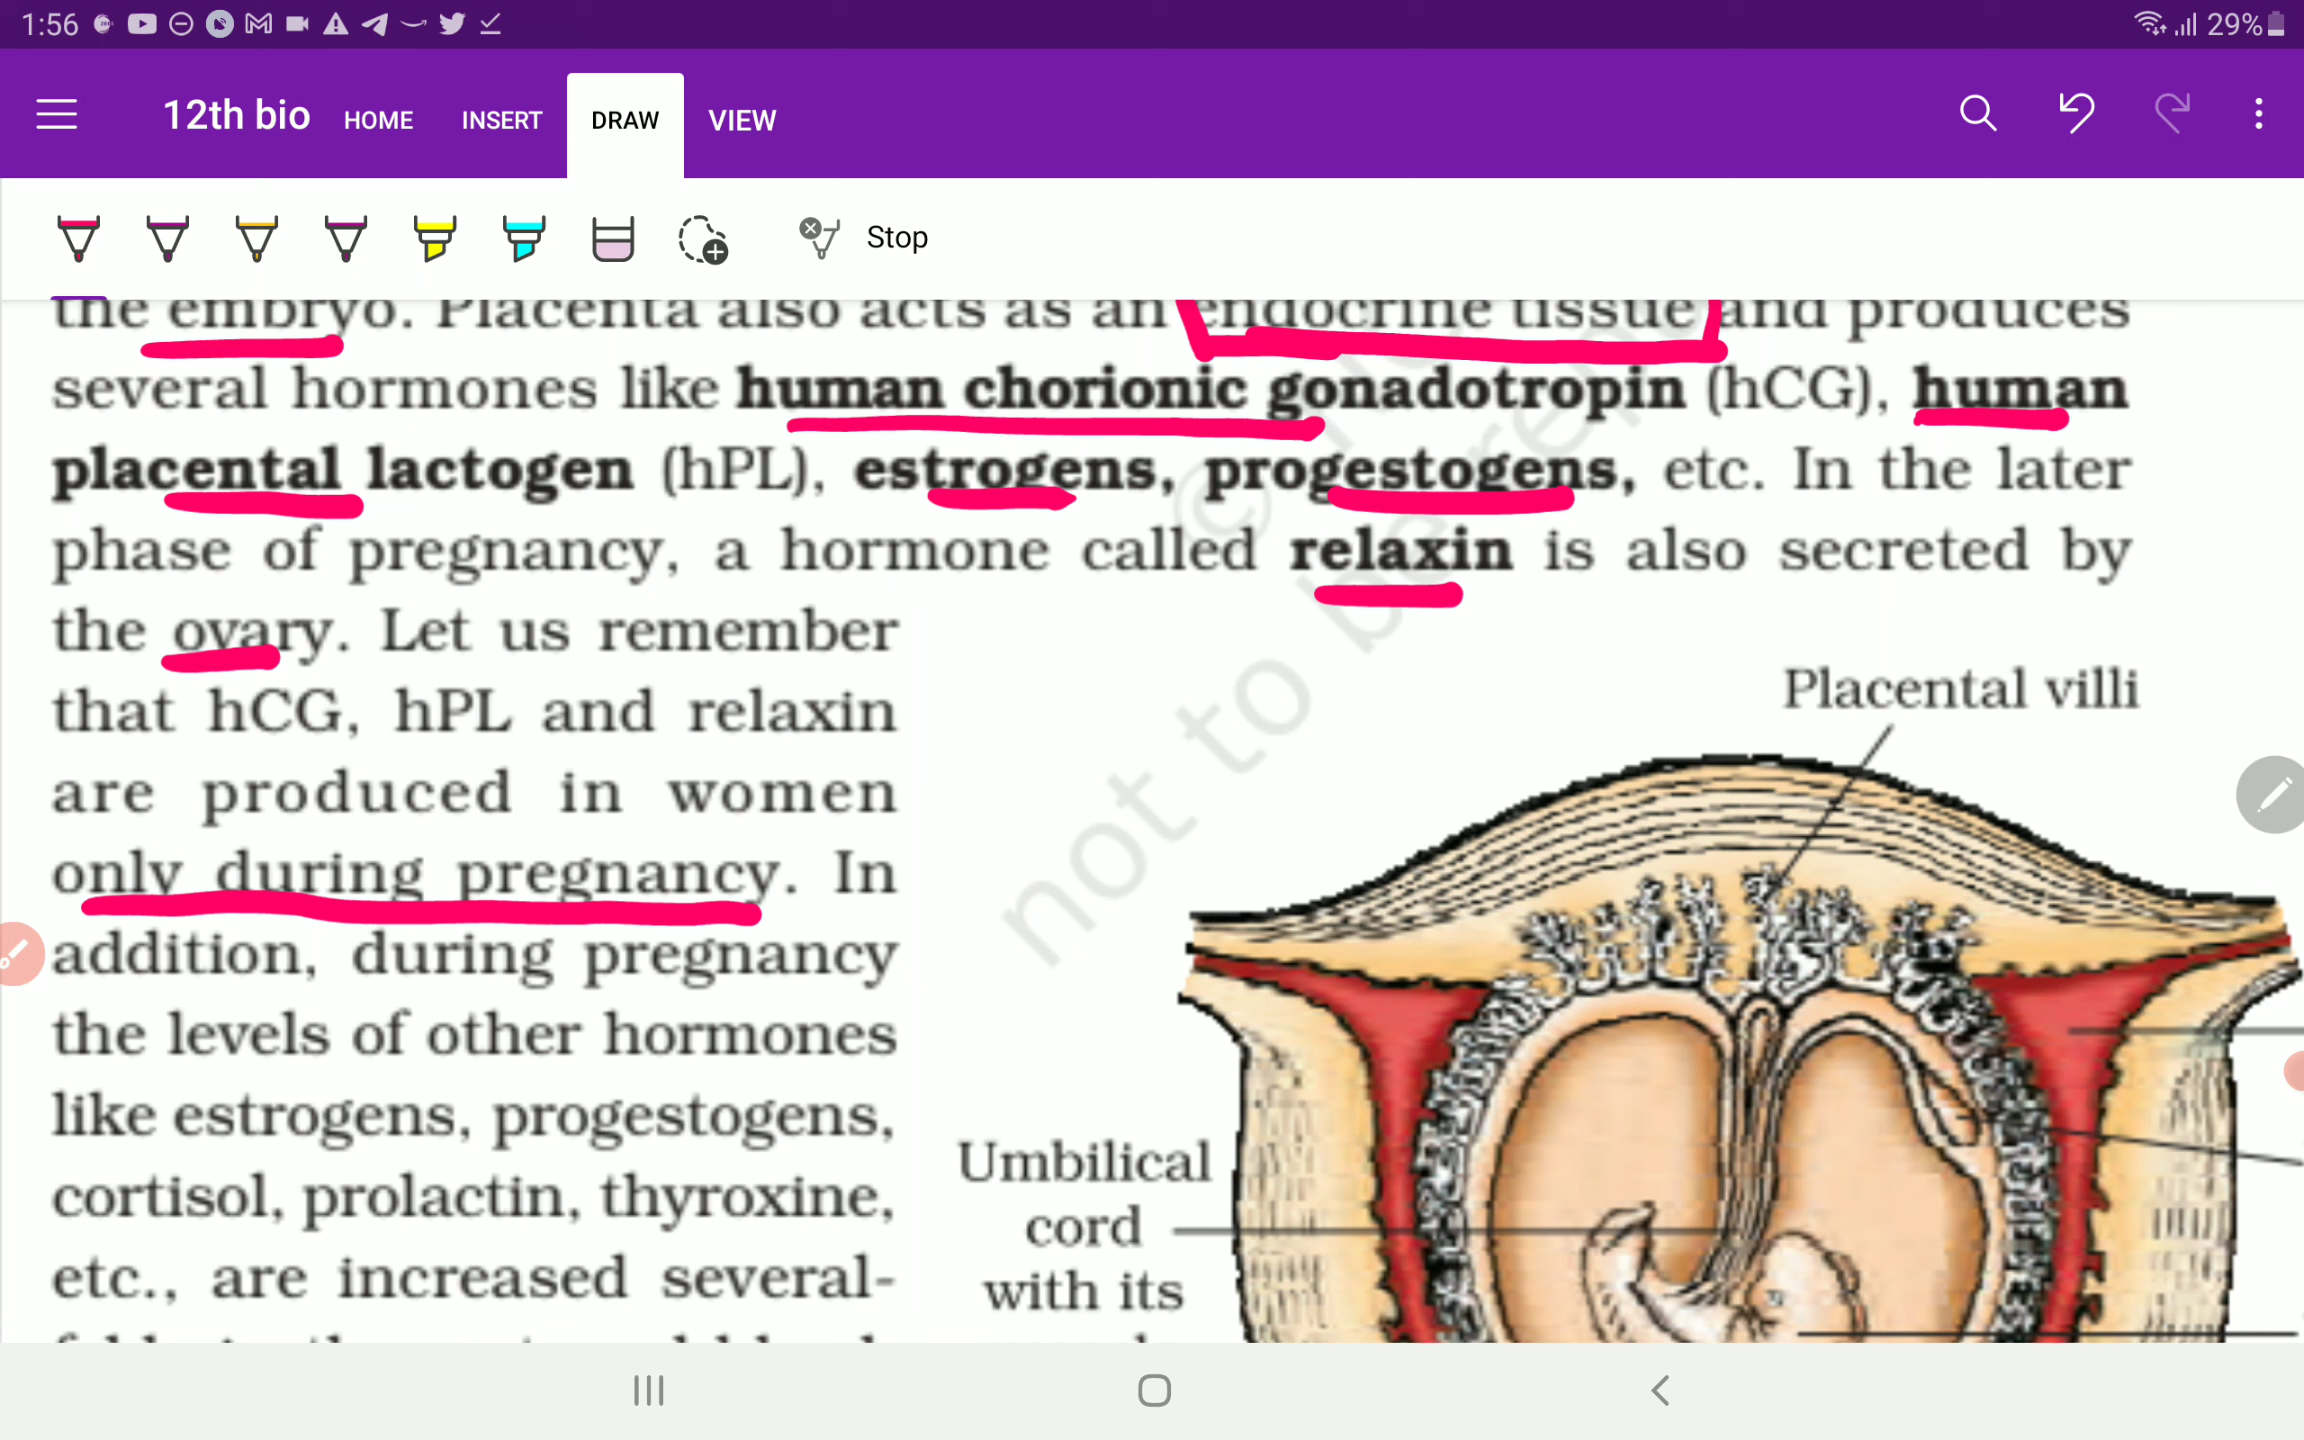 1:56 29%
12th bio HOME INSERT DRAW VIEW
Stop
the embryo. Placenta also acts as an endocrine tissue and produces
several hormones like human chorionic gonadotropin (hCG), human
placental lactogen (hPL), estrogens, progestogens, etc. In the later
phase of pregnancy, a hormone called relaxin is also secreted by
the ovary. Let us remember
that hCG, hPL and relaxin
are produced in women
only during pregnancy. In
addition, during pregnancy
the levels of other hormones
like estrogens, progestogens,
cortisol, prolactin, thyroxine,
etc., are increased several-
Placental villi
Umbilical
cord
with its
not to be